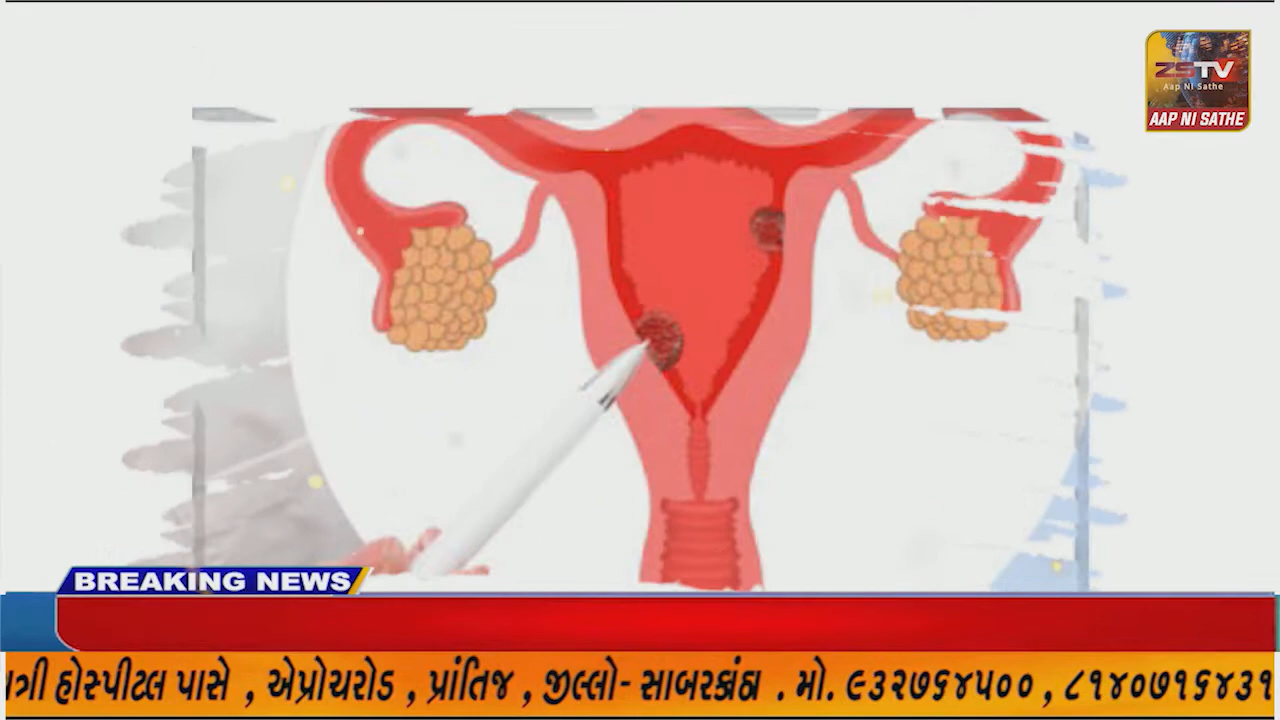 ZSTV
Aap Ni Sathe
AAP NI SATHE
BREAKING NEWS
હોસ્પીટલ પાસે , એપ્રોચરોડ , પ્રાંતિજ , જીલ્લો- સાબરકાંઠા . મો. ૯૩૨૭૬૪૫૦૦ , ૮૧૪૦૭૧૬૪૩૧